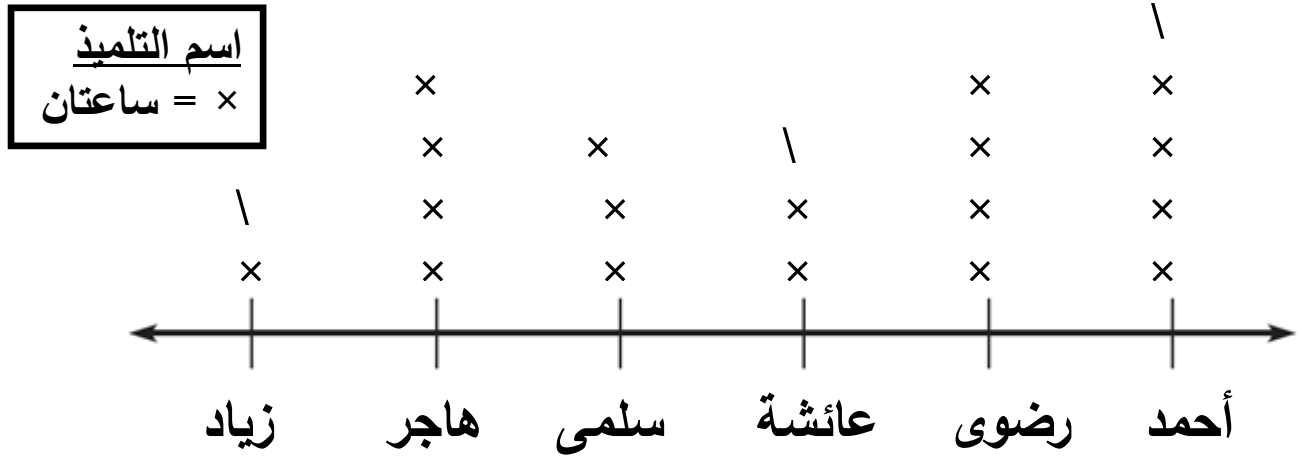 اسم التلميذ
× = ساعتان
\
× × ×
\ × × \ ×
× × × × × \
× × × × × ×
أحمد رضوى عائشة سلمى هاجر زياد